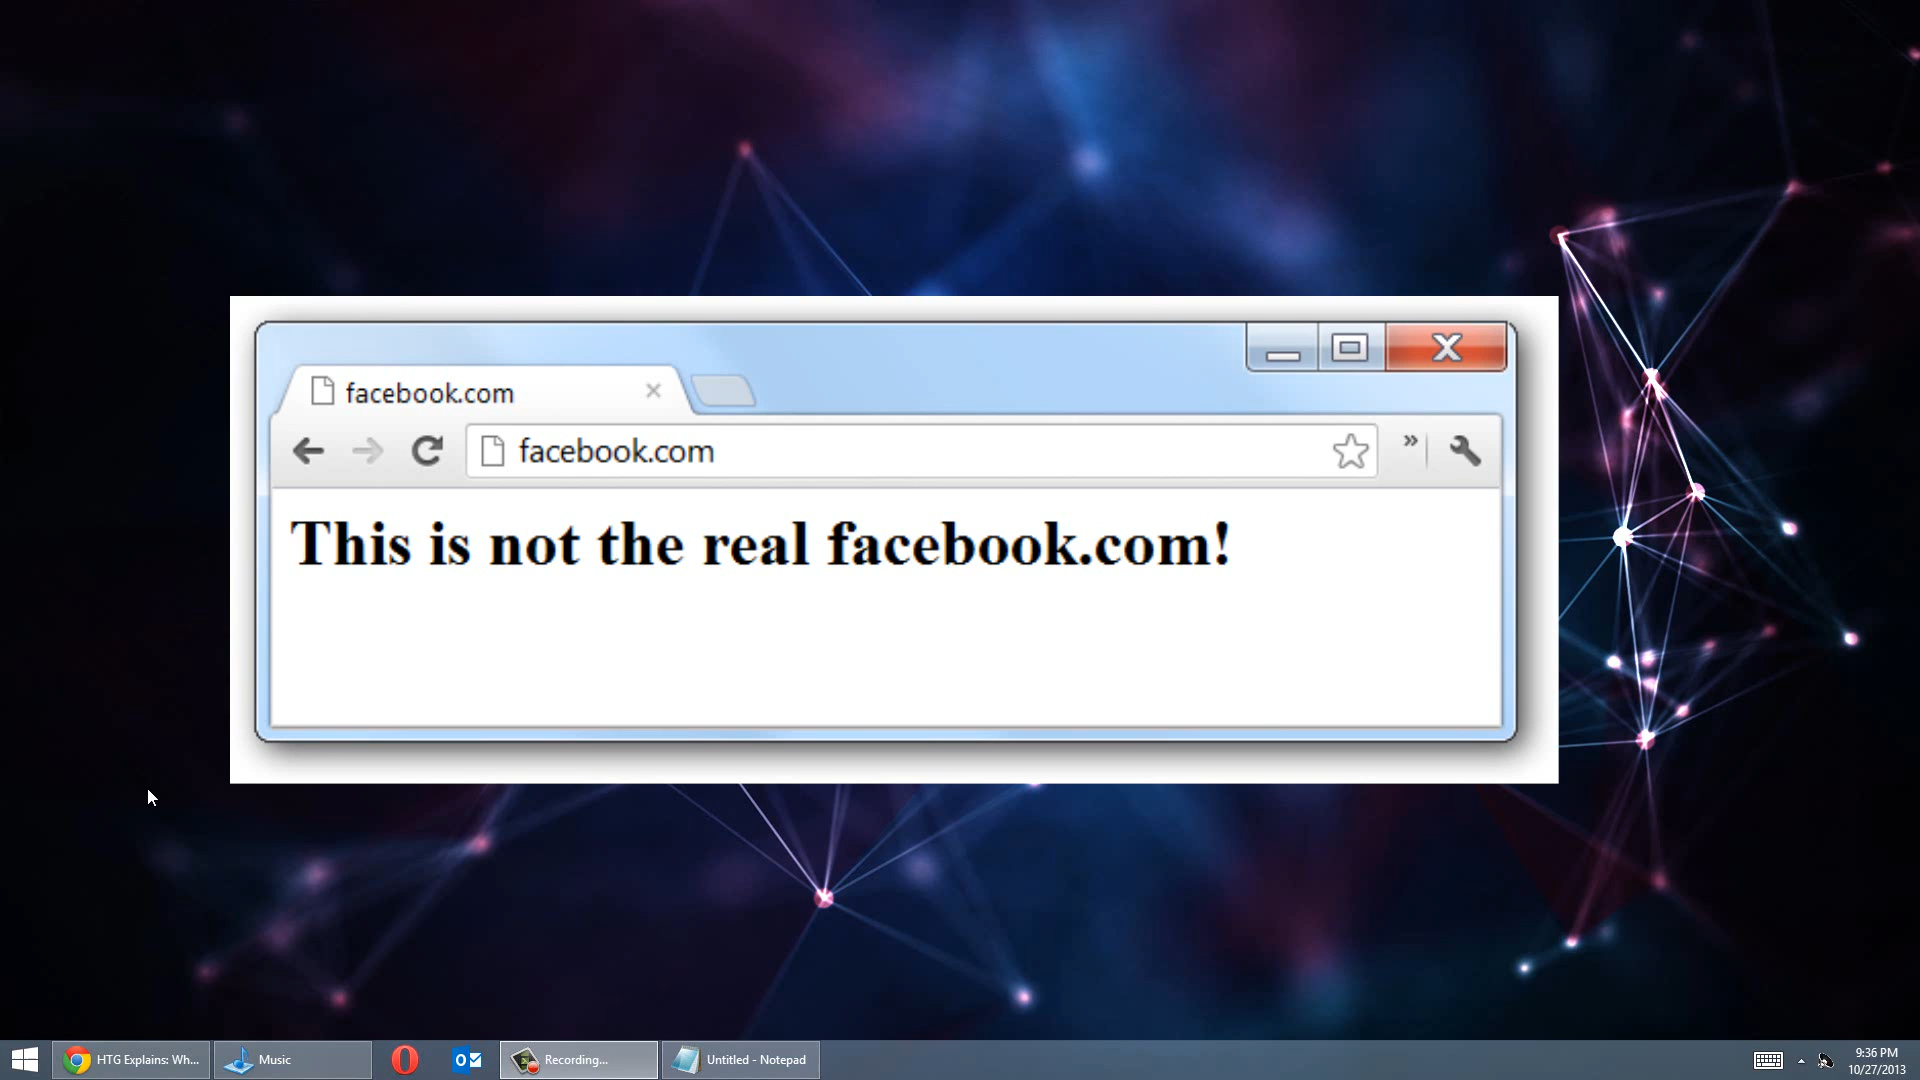 facebook.com
facebook.com
This is not the real facebook.com!
HTG Explains: Wh...
Music
Recording...
Untitled - Notepad
9:36 PM
10/27/2013